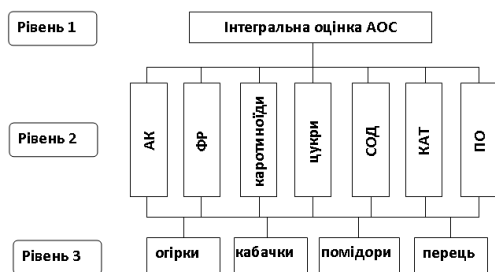 Рівень 1
Інтегральна оцінка АОС
Рівень 2
АК
ФР
каротиноїди
цукри
СОД
КАТ
ПО
Рівень 3
огірки
кабачки
помідори
перець